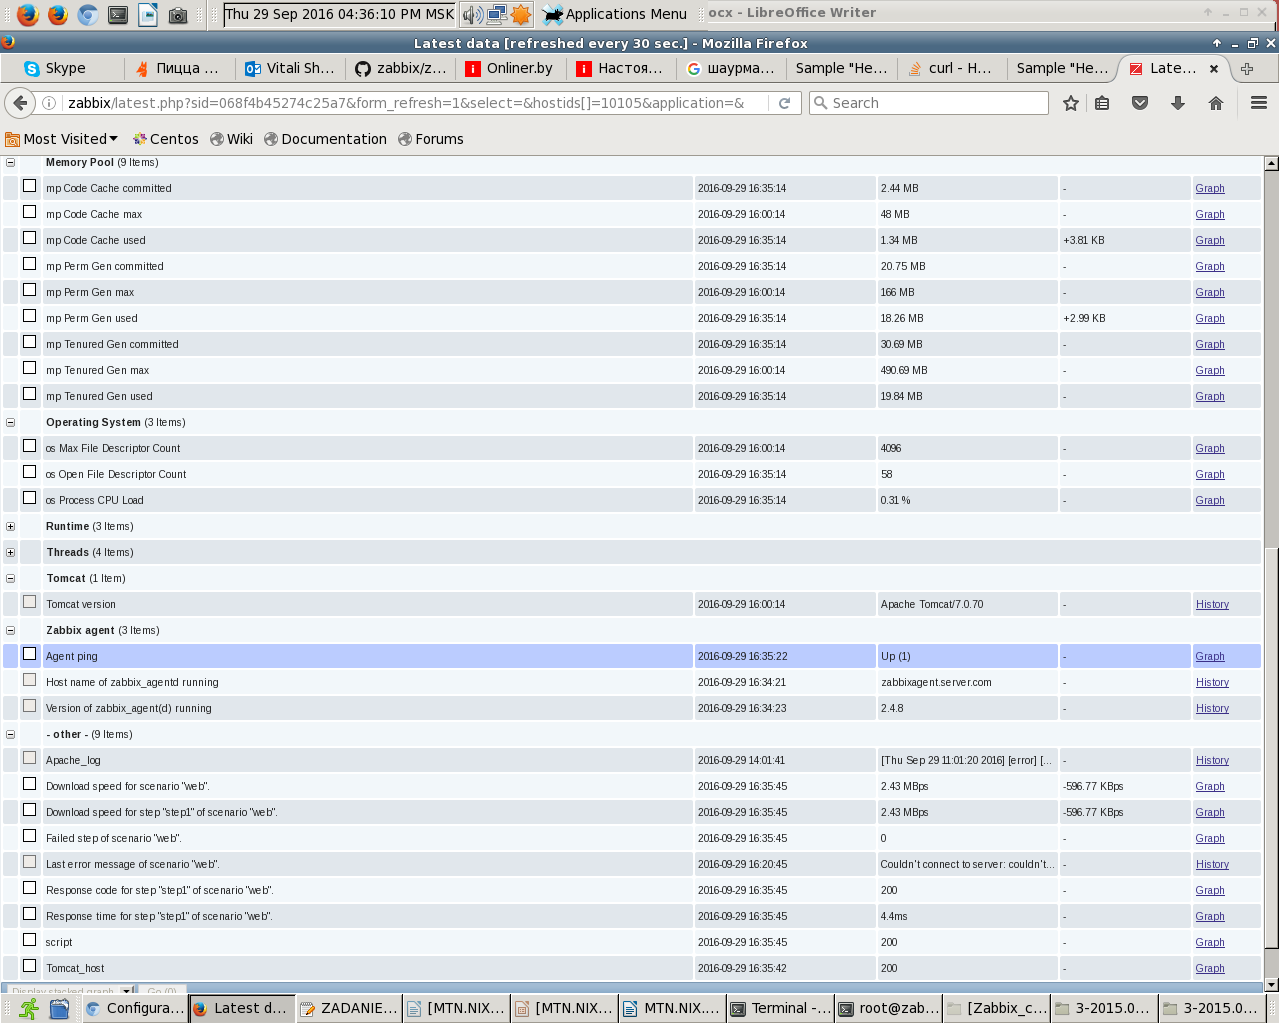 Thu 29 Sep 2016 04:36:10 PM MSK Applications Menu ocx - LibreOffice Writer
Latest data [refreshed every 30 sec.] - Mozilla Firefox
Skype Пицца ... Vitali Sh... zabbix/z... Onliner.by Настоя... шаурма... Sample "He... curl - H... Sample "He... Late...
zabbix/latest.php?sid=068f4b45274c25a7&form_refresh=1&select=&hostids[]=10105&application=& Search
Most Visited Centos Wiki Documentation Forums
Memory Pool (9 Items)
mp Code Cache committed 2016-09-29 16:35:14 2.44 MB - Graph
mp Code Cache max 2016-09-29 16:00:14 48 MB - Graph
mp Code Cache used 2016-09-29 16:35:14 1.34 MB +3.81 KB Graph
mp Perm Gen committed 2016-09-29 16:35:14 20.75 MB - Graph
mp Perm Gen max 2016-09-29 16:00:14 166 MB - Graph
mp Perm Gen used 2016-09-29 16:35:14 18.26 MB +2.99 KB Graph
mp Tenured Gen committed 2016-09-29 16:35:14 30.69 MB - Graph
mp Tenured Gen max 2016-09-29 16:00:14 490.69 MB - Graph
mp Tenured Gen used 2016-09-29 16:35:14 19.84 MB - Graph
Operating System (3 Items)
os Max File Descriptor Count 2016-09-29 16:00:14 4096 - Graph
os Open File Descriptor Count 2016-09-29 16:35:14 58 - Graph
os Process CPU Load 2016-09-29 16:35:14 0.31 % - Graph
Runtime (3 Items)
Threads (4 Items)
Tomcat (1 Item)
Tomcat version 2016-09-29 16:00:14 Apache Tomcat/7.0.70 - History
Zabbix agent (3 Items)
Agent ping 2016-09-29 16:35:22 Up (1) - Graph
Host name of zabbix_agentd running 2016-09-29 16:34:21 zabbixagent.server.com - History
Version of zabbix_agent(d) running 2016-09-29 16:34:23 2.4.8 - History
- other - (9 Items)
Apache_log 2016-09-29 14:01:41 [Thu Sep 29 11:01:20 2016] [error] [... - History
Download speed for scenario "web". 2016-09-29 16:35:45 2.43 MBps -596.77 KBps Graph
Download speed for step "step1" of scenario "web". 2016-09-29 16:35:45 2.43 MBps -596.77 KBps Graph
Failed step of scenario "web". 2016-09-29 16:35:45 0 - Graph
Last error message of scenario "web". 2016-09-29 16:20:45 Couldn't connect to server: couldn't... - History
Response code for step "step1" of scenario "web". 2016-09-29 16:35:45 200 - Graph
Response time for step "step1" of scenario "web". 2016-09-29 16:35:45 4.4ms - Graph
script 2016-09-29 16:35:45 200 - Graph
Tomcat_host 2016-09-29 16:35:42 200 - Graph
Display stacked graph Go (0)
Configura... Latest d... ZADANIE... [MTN.NIX... [MTN.NIX... MTN.NIX.... Terminal -... root@zab... [Zabbix_c... 3-2015.0... 3-2015.0...